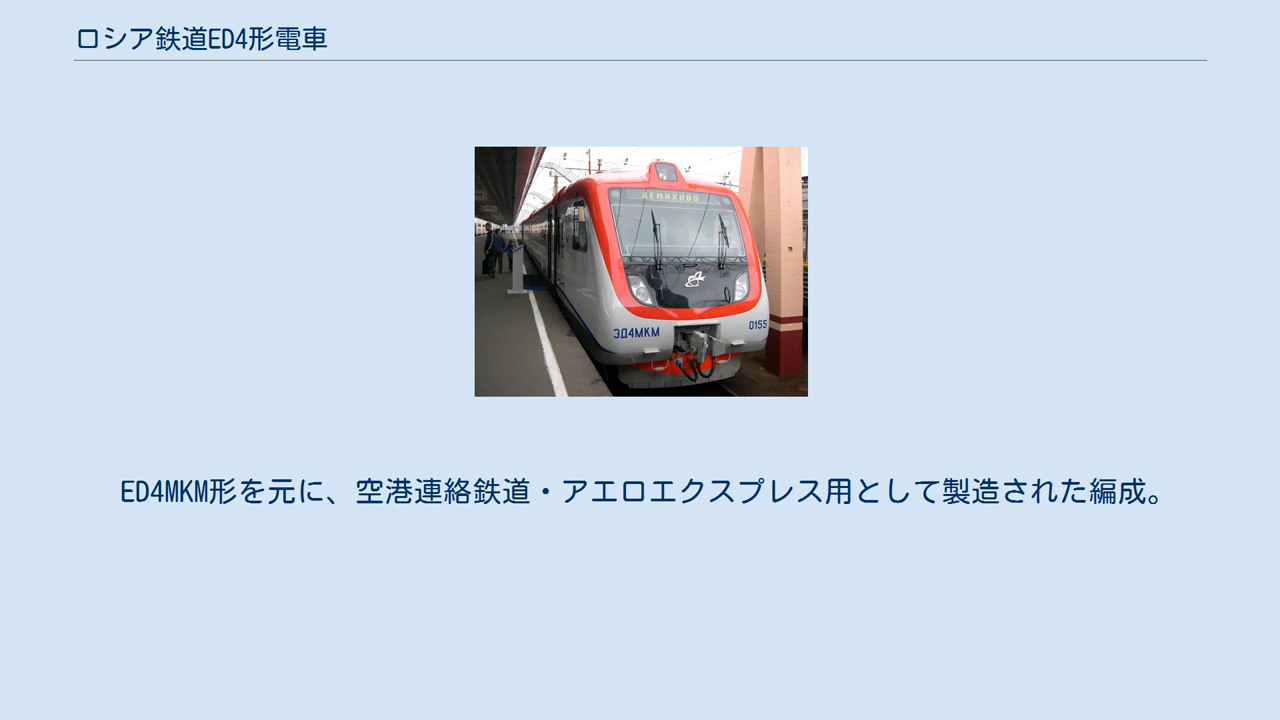 ロシア鉄道ED4形電車
ДЕМИХОВО
ЭД4МКМ
0155
ED4MKM形を元に、空港連絡鉄道・アエロエクスプレス用として製造された編成。